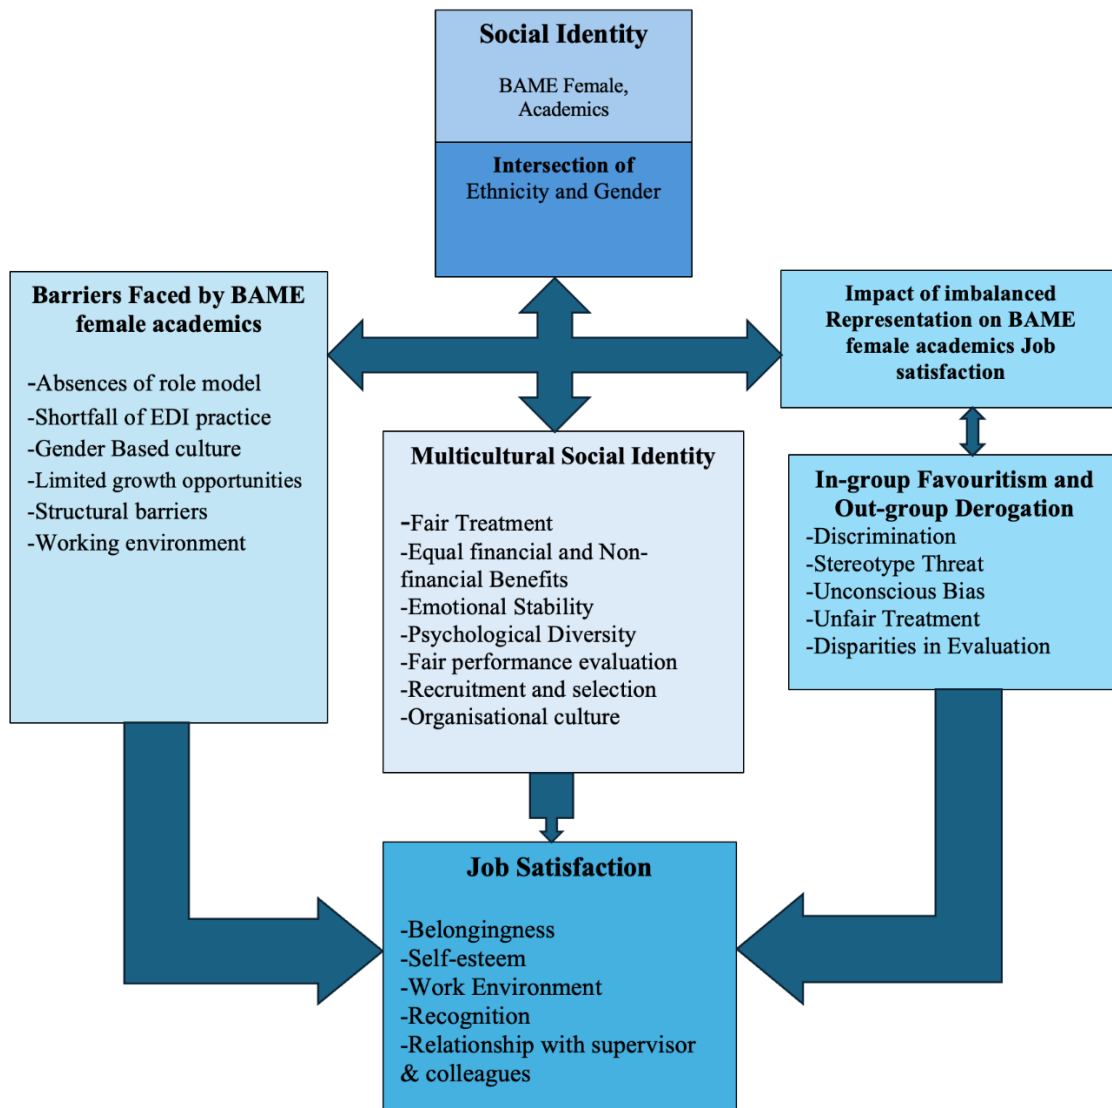 Social Identity
BAME Female,
Academics
Intersection of
Ethnicity and Gender
Barriers Faced by BAME
female academics
-Absences of role model
-Shortfall of EDI practice
-Gender Based culture
-Limited growth opportunities
-Structural barriers
-Working environment
Impact of imbalanced
Representation on BAME
female academics Job
satisfaction
Multicultural Social Identity
-Fair Treatment
-Equal financial and Non-
financial Benefits
-Emotional Stability
-Psychological Diversity
-Fair performance evaluation
-Recruitment and selection
-Organisational culture
In-group Favouritism and
Out-group Derogation
-Discrimination
-Stereotype Threat
-Unconscious Bias
-Unfair Treatment
-Disparities in Evaluation
Job Satisfaction
-Belongingness
-Self-esteem
-Work Environment
-Recognition
-Relationship with supervisor
& colleagues